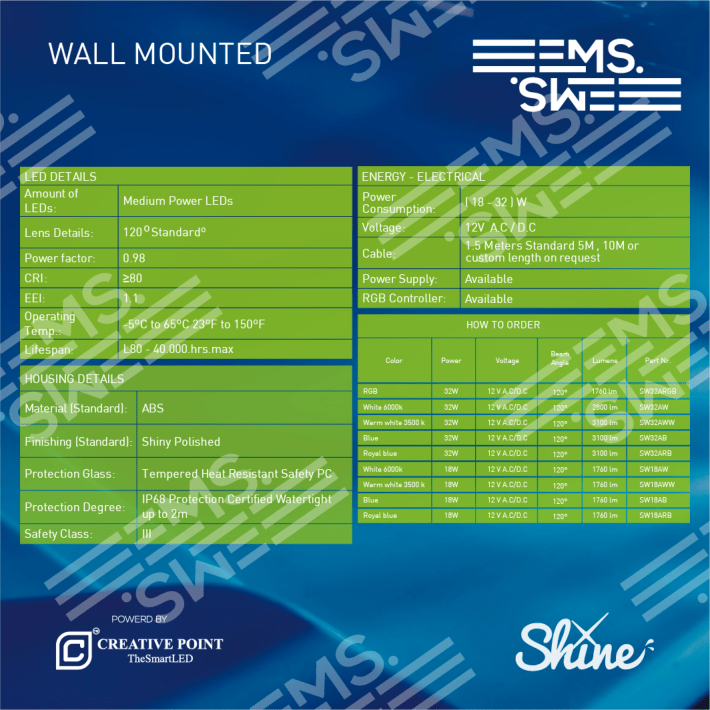 WALL MOUNTED
EMS.
SWE
LED DETAILS
Amount of LEDs: Medium Power LEDs
Lens Details: 120° Standard°
Power factor: 0.98
CRI: ≥80
EEI: 1.1
Operating Temp.: -5ºC to 65ºC 23ºF to 150ºF
Lifespan: L80 - 40.000.hrs.max
HOUSING DETAILS
Material (Standard): ABS
Finishing (Standard): Shiny Polished
Protection Glass: Tempered Heat Resistant Safety PC
Protection Degree: IP68 Protection Certified Watertight
up to 2m
Safety Class: III
ENERGY - ELECTRICAL
Power Consumption: ( 18 - 32 ) W
Voltage: 12V A.C / D.C
Cable: 1.5 Meters Standard 5M , 10M or
custom length on request
Power Supply: Available
RGB Controller: Available
HOW TO ORDER
Color Power Voltage Beam Angle Lumens Part Nr.
RGB 32W 12 V A.C/D.C 120° 1760 lm SW32ARGB
White 6000k 32W 12 V A.C/D.C 120° 2800 lm SW32AW
Warm white 3500 k 32W 12 V A.C/D.C 120° 3100 lm SW32AWW
Blue 32W 12 V A.C/D.C 120° 3100 lm SW32AB
Royal blue 32W 12 V A.C/D.C 120° 3100 lm SW32ARB
White 6000k 18W 12 V A.C/D.C 120° 1760 lm SW18AW
Warm white 3500 k 18W 12 V A.C/D.C 120° 1760 lm SW18AWW
Blue 18W 12 V A.C/D.C 120° 1760 lm SW18AB
Royal blue 18W 12 V A.C/D.C 120° 1760 lm SW18ARB
POWERD BY
CREATIVE POINT
TheSmartLED
Shine